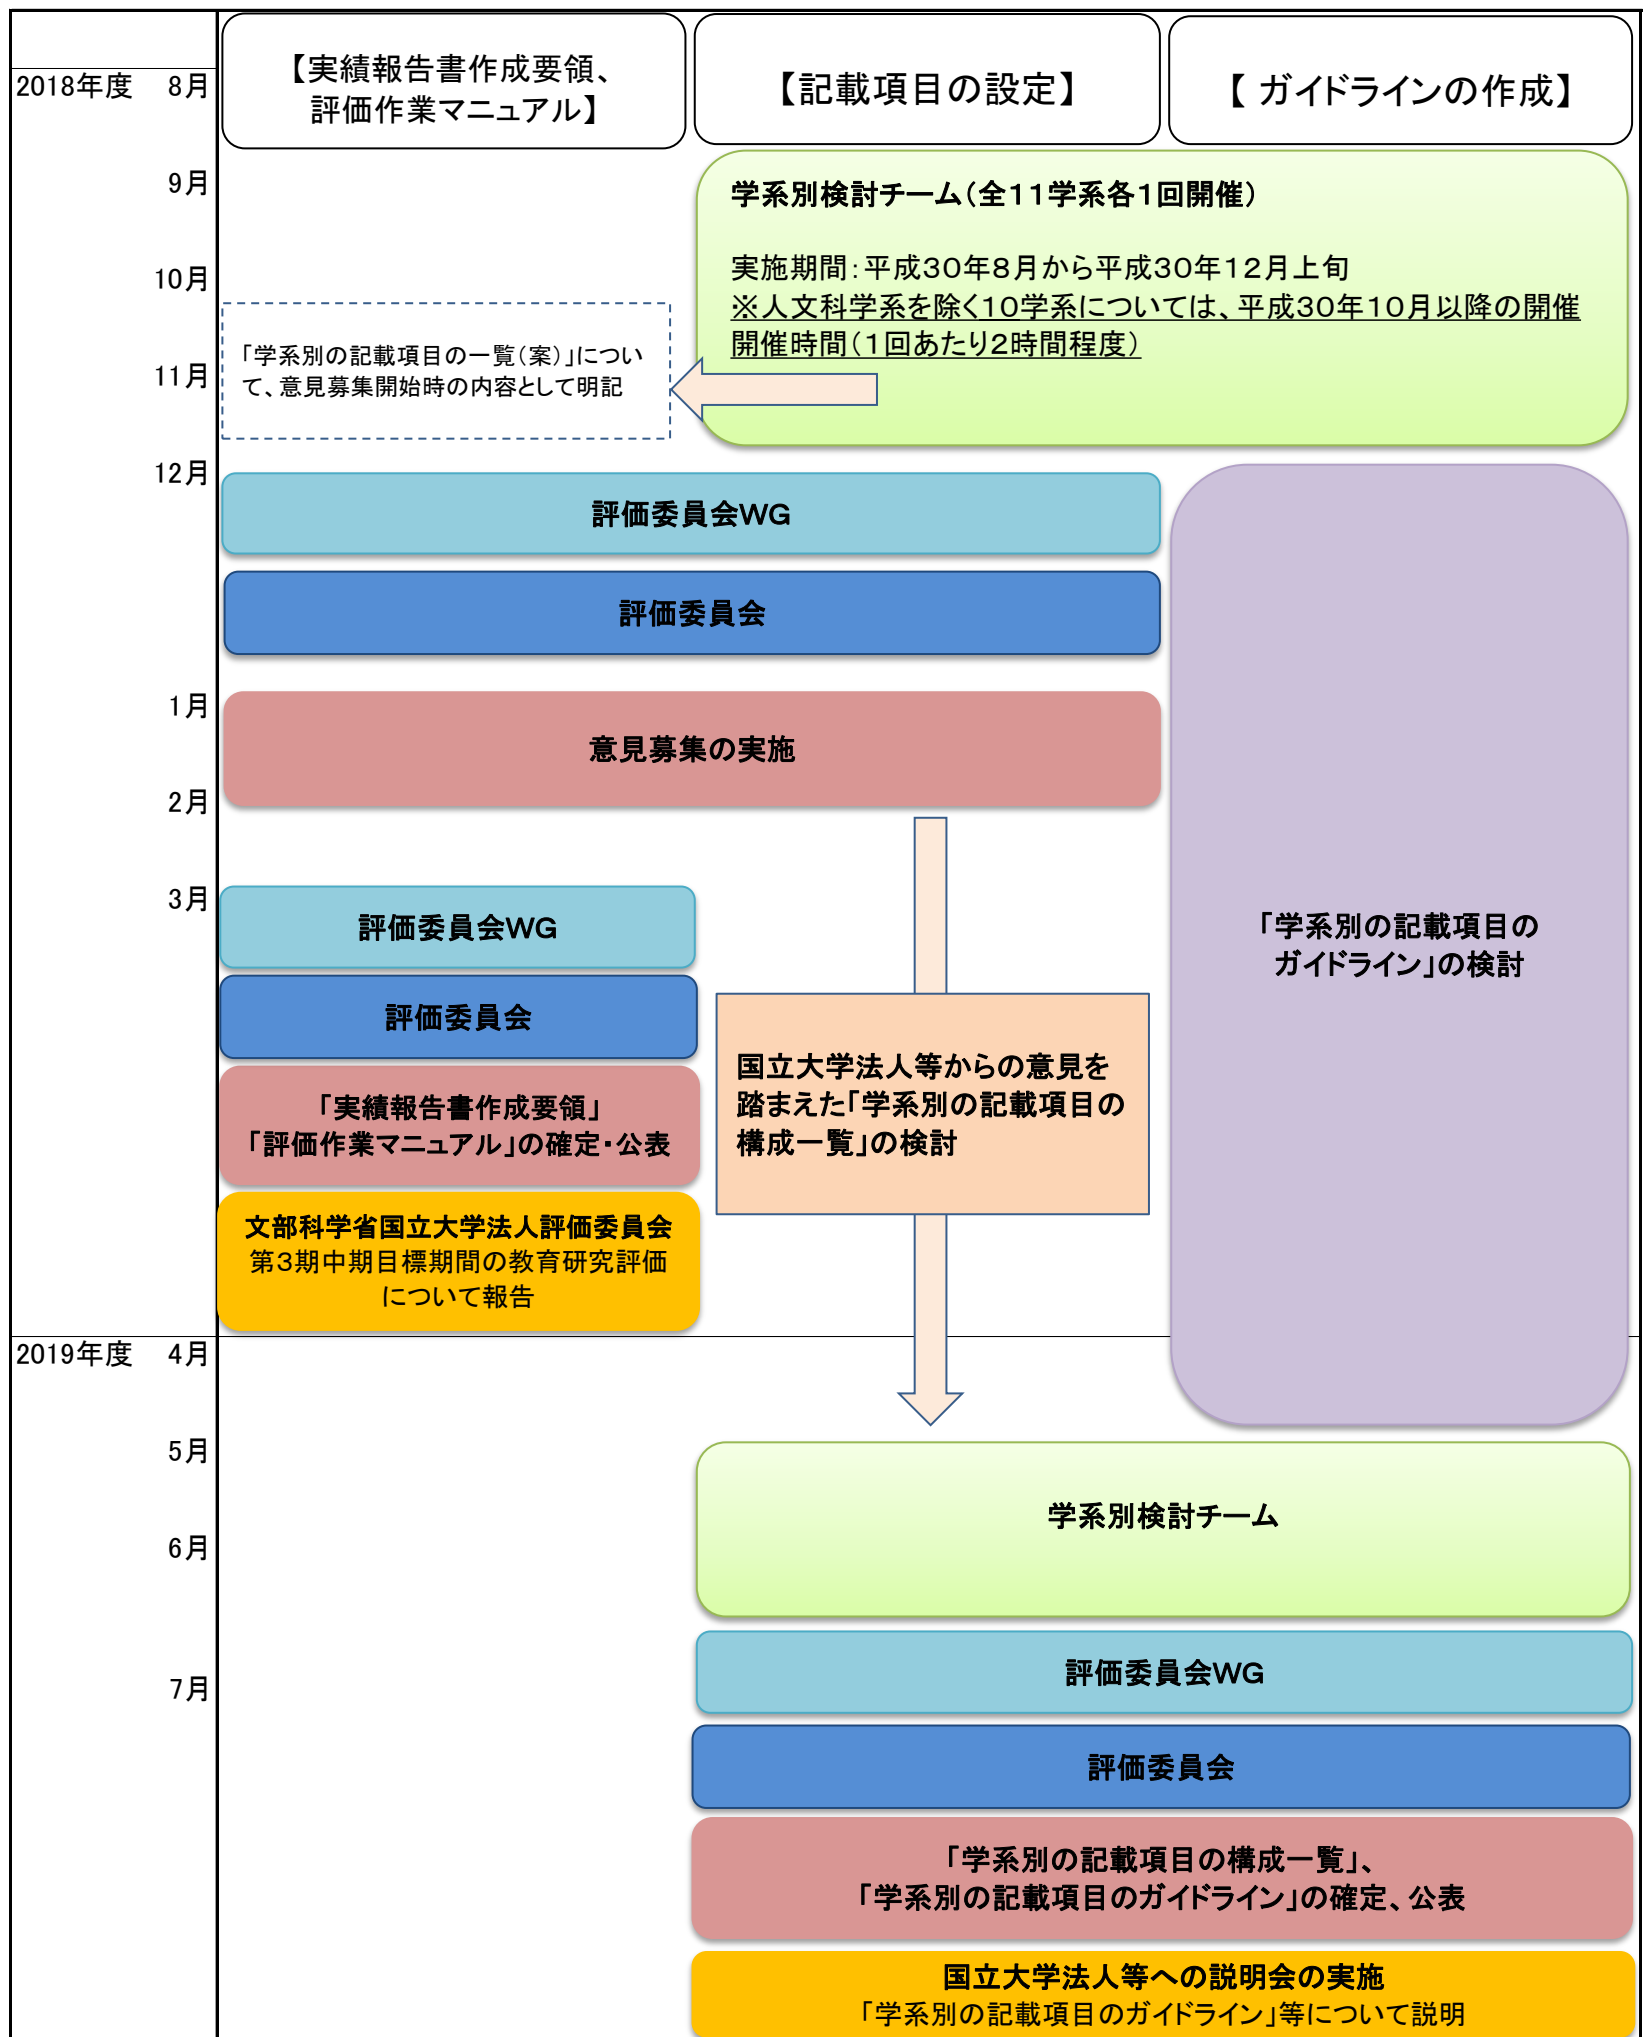 【実績報告書作成要領、
評価作業マニュアル】
【記載項目の設定】
【 ガイドラインの作成】
2018年度 8月
9月
10月
11月
12月
1月
2月
3月
2019年度 4月
5月
6月
7月
学系別検討チーム（全１１学系各１回開催）
実施期間：平成３０年８月から平成３０年１２月上旬
※人文科学系を除く10学系については、平成３０年１０月以降の開催
開催時間（１回あたり２時間程度）
「学系別の記載項目の一覧（案）」につい
て、意見募集開始時の内容として明記
評価委員会ＷＧ
評価委員会
意見募集の実施
評価委員会ＷＧ
評価委員会
「実績報告書作成要領」
「評価作業マニュアル」の確定・公表
文部科学省国立大学法人評価委員会
第３期中期目標期間の教育研究評価
について報告
国立大学法人等からの意見を
踏まえた「学系別の記載項目の
構成一覧」の検討
「学系別の記載項目の
ガイドライン」の検討
学系別検討チーム
評価委員会ＷＧ
評価委員会
「学系別の記載項目の構成一覧」、
「学系別の記載項目のガイドライン」の確定、公表
国立大学法人等への説明会の実施
「学系別の記載項目のガイドライン」等について説明